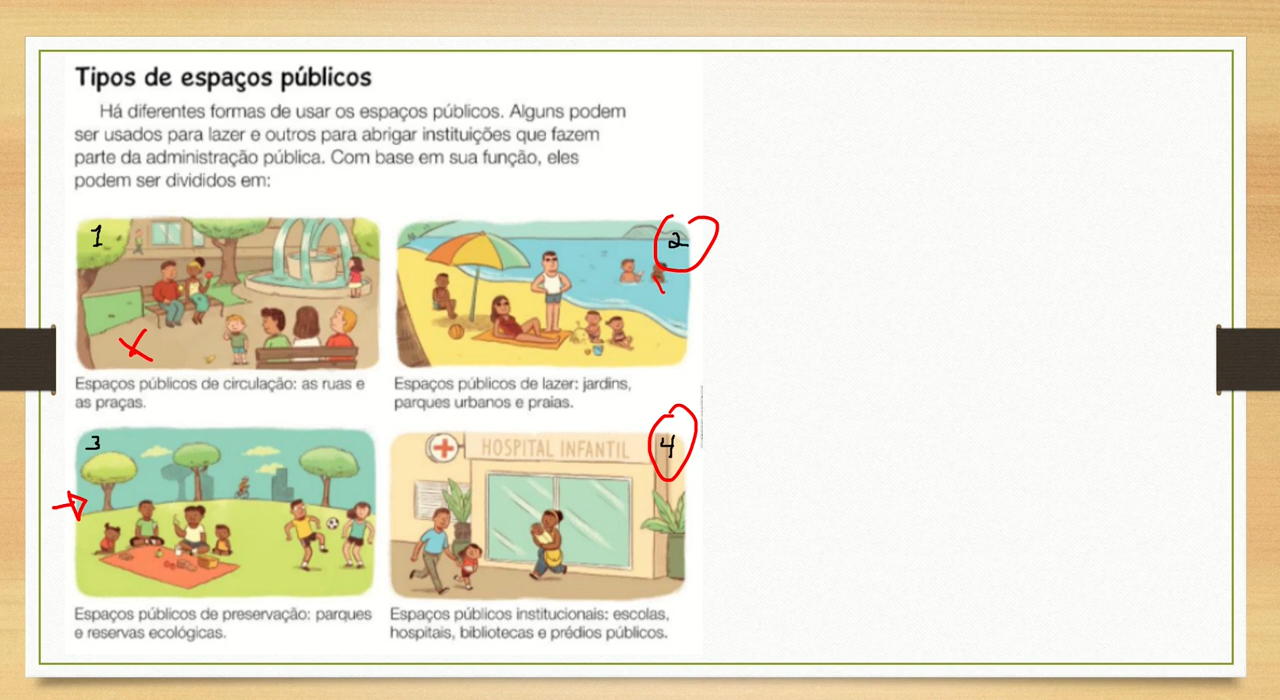 Tipos de espaços públicos
Há diferentes formas de usar os espaços públicos. Alguns podem
ser usados para lazer e outros para abrigar instituições que fazem
parte da administração pública. Com base em sua função, eles
podem ser divididos em:
1
2
Espaços públicos de circulação: as ruas e
as praças.
Espaços públicos de lazer: jardins,
parques urbanos e praias.
3
HOSPITAL INFANTIL
4
Espaços públicos de preservação: parques
e reservas ecológicas.
Espaços públicos institucionais: escolas,
hospitais, bibliotecas e prédios públicos.